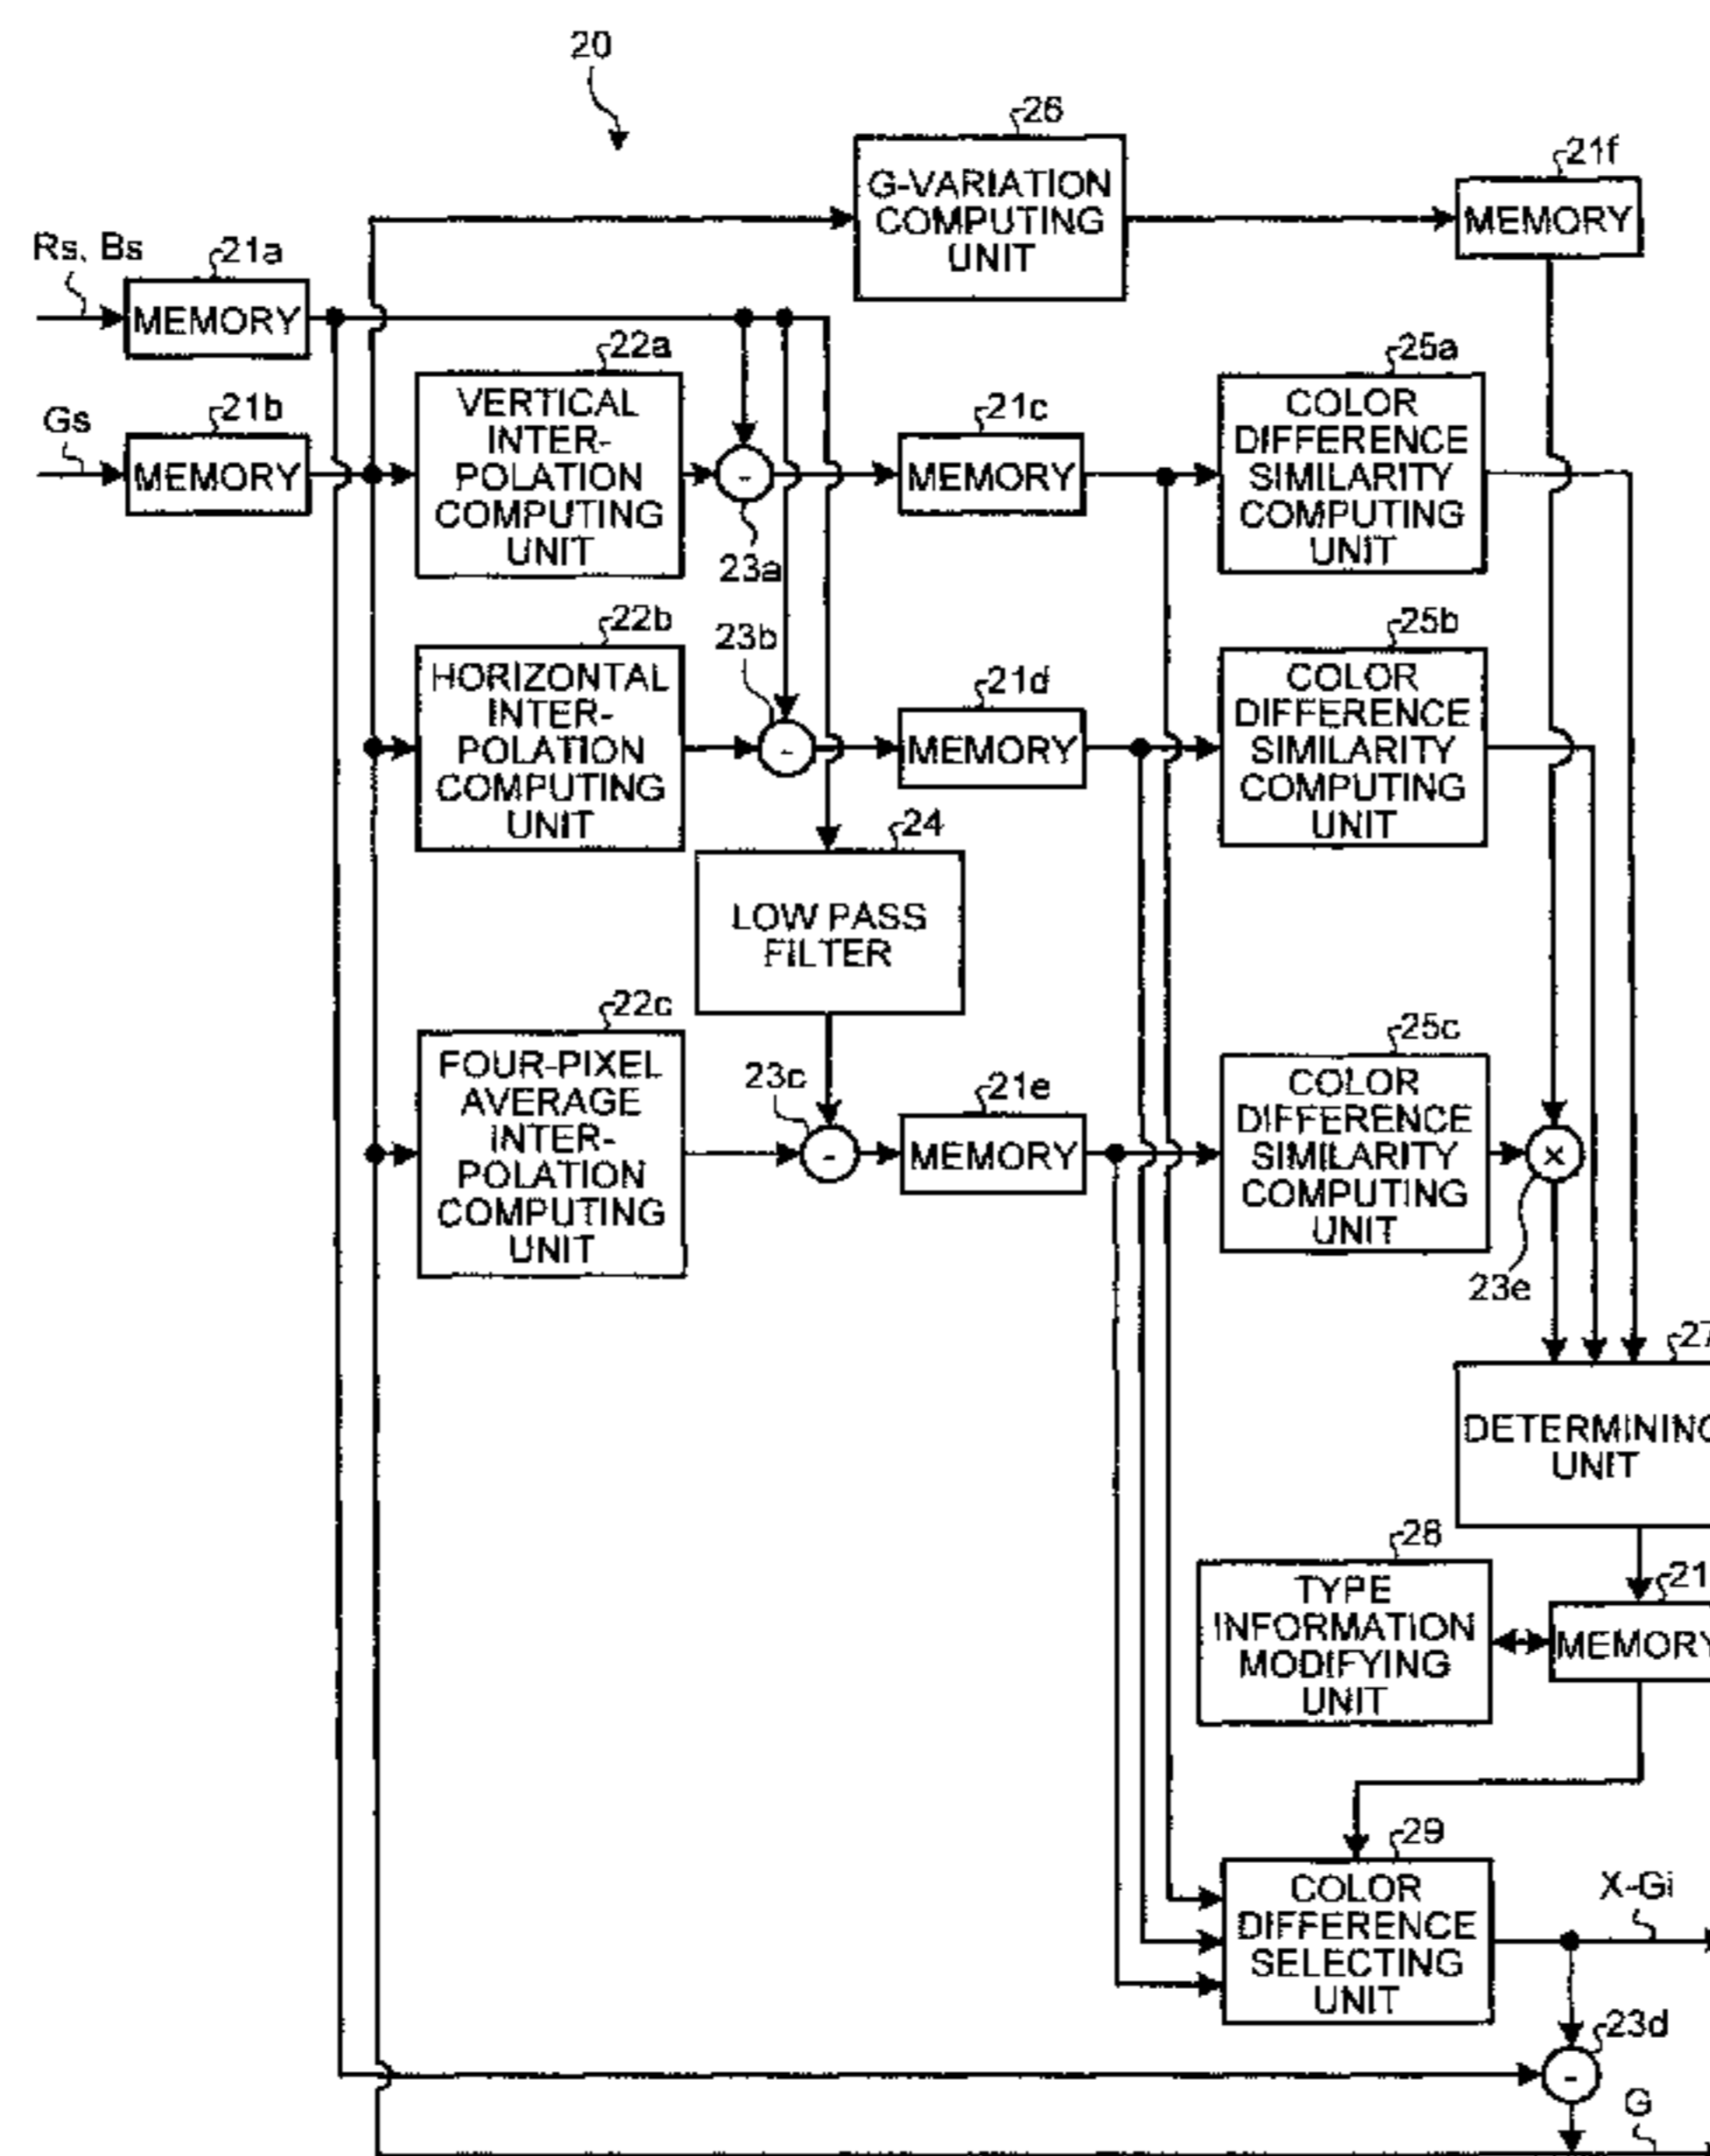 20
26
G-VARIATION
COMPUTING
UNIT
21f
MEMORY
Rs, Bs
21a
MEMORY
Gs
21b
MEMORY
22a
VERTICAL
INTER-
POLATION
COMPUTING
UNIT
-
23a
21c
MEMORY
25a
COLOR
DIFFERENCE
SIMILARITY
COMPUTING
UNIT
22b
HORIZONTAL
INTER-
POLATION
COMPUTING
UNIT
23b
-
21d
MEMORY
25b
COLOR
DIFFERENCE
SIMILARITY
COMPUTING
UNIT
24
LOW PASS
FILTER
22c
FOUR-PIXEL
AVERAGE
INTER-
POLATION
COMPUTING
UNIT
23c
-
21e
MEMORY
25c
COLOR
DIFFERENCE
SIMILARITY
COMPUTING
UNIT
×
23e
27
DETERMINING
UNIT
28
TYPE
INFORMATION
MODIFYING
UNIT
21
MEMORY
29
COLOR
DIFFERENCE
SELECTING
UNIT
X-Gi
23d
-
G